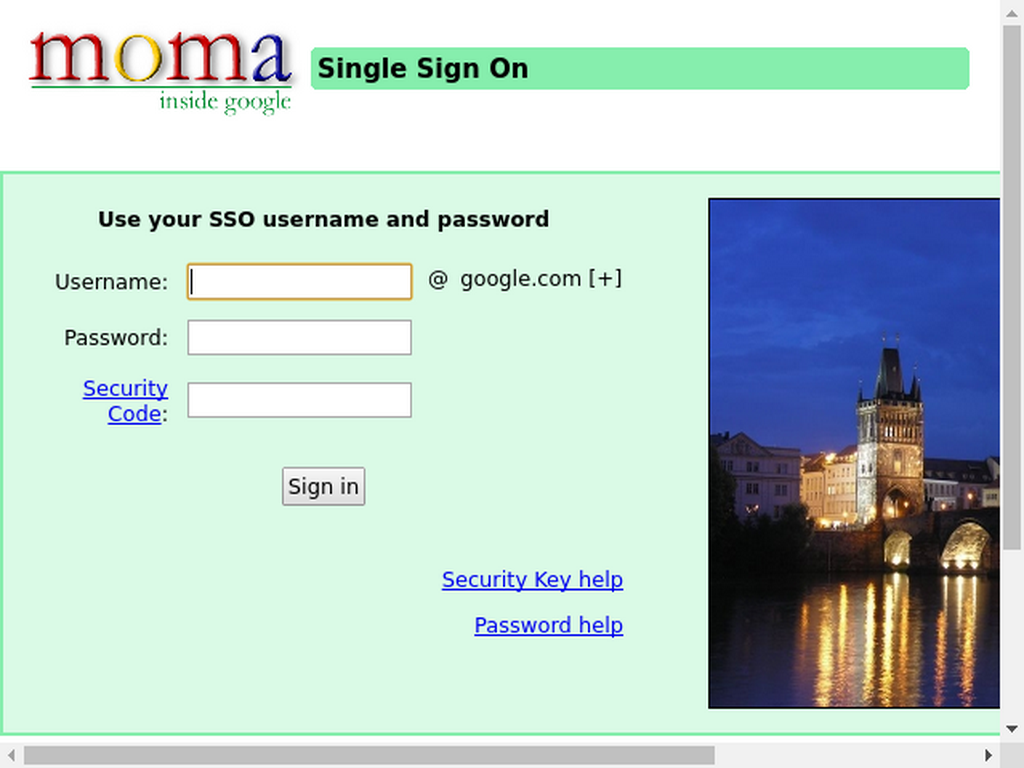 moma
inside google
Single Sign On
Use your SSO username and password
Username:
@ google.com [+]
Password:
Security
Code:
Sign in
Security Key help
Password help